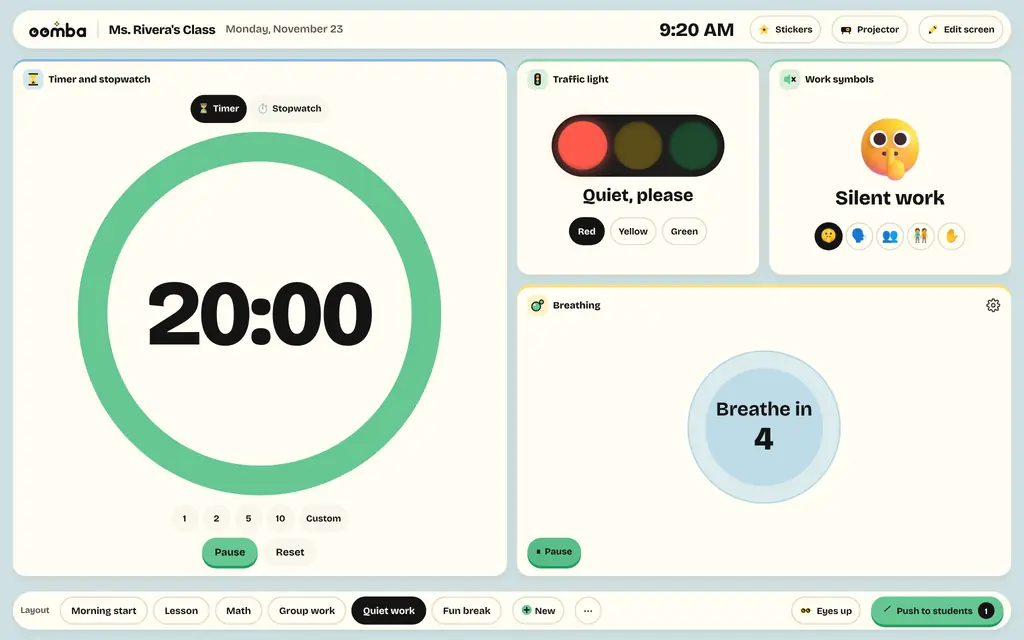 oomba
Ms. Rivera's Class
Monday, November 23
9:20 AM
Stickers
Projector
Edit screen
Timer and stopwatch
Timer
Stopwatch
20:00
1
2
5
10
Custom
Pause
Reset
Traffic light
Quiet, please
Red
Yellow
Green
Work symbols
Silent work
Breathing
Breathe in
4
Pause
Layout
Morning start
Lesson
Math
Group work
Quiet work
Fun break
New
...
Eyes up
Push to students
1